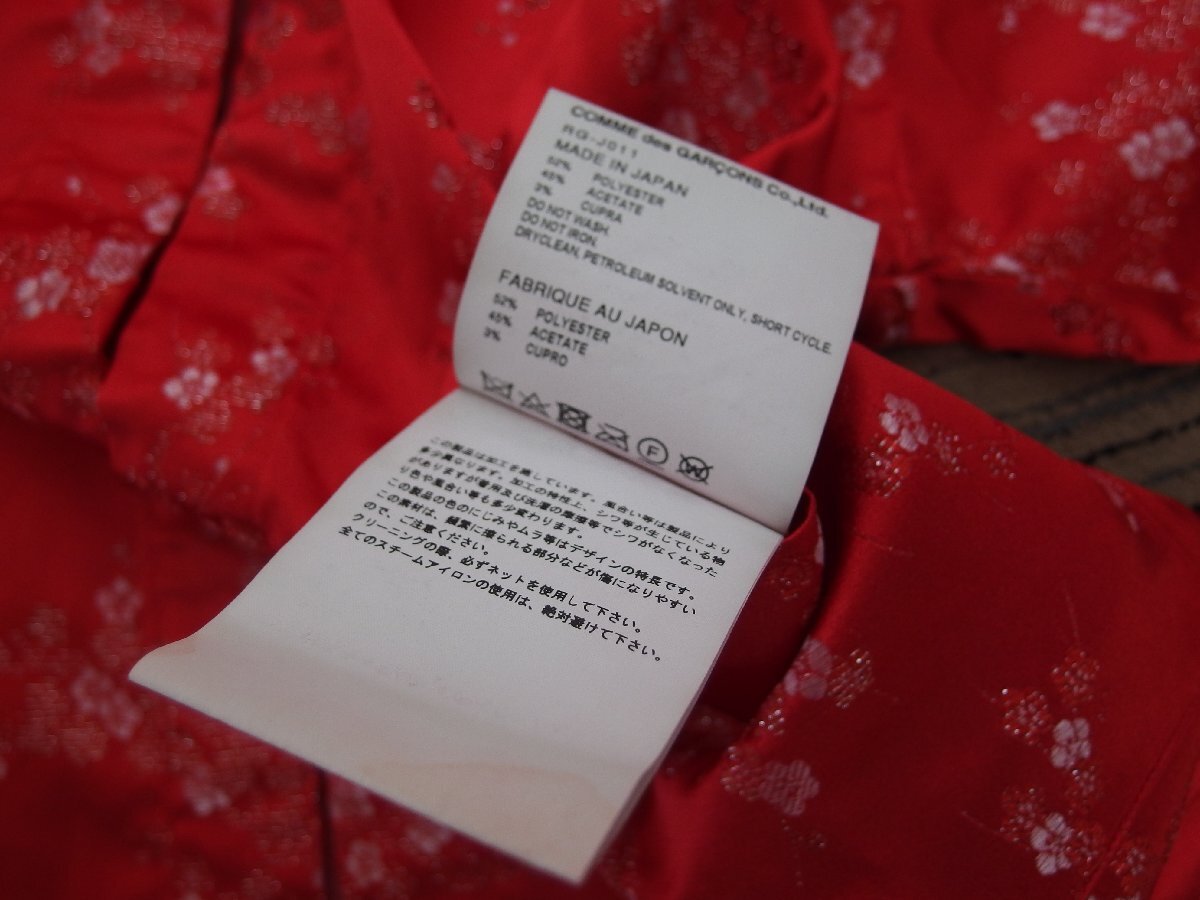 COMME des GARÇONS Co.,Ltd.
RG-J011
MADE IN JAPAN
52% POLYESTER
45% ACETATE
3% CUPRA
DO NOT WASH
DO NOT IRON.
DRYCLEAN, PETROLEUM SOLVENT ONLY, SHORT CYCLE.
FABRIQUE AU JAPON
52% POLYESTER
45% ACETATE
3% CUPRO
F
W
この製品は加工を施しています。風合い等は製品により
多少異なります。加工の特性上、シワ等が生じている物
がありますが着用及び洗濯の摩擦等でシワがなくなった
り色や風合い等も多少変わります。
この製品の色のにじみやムラ等はデザインの特長です。
この素材は、頻繁に擦られる部分などが傷になりやすい
ので、ご注意ください。
クリーニングの際、必ずネットを使用して下さい。
全てのスチームアイロンの使用は、絶対避けて下さい。